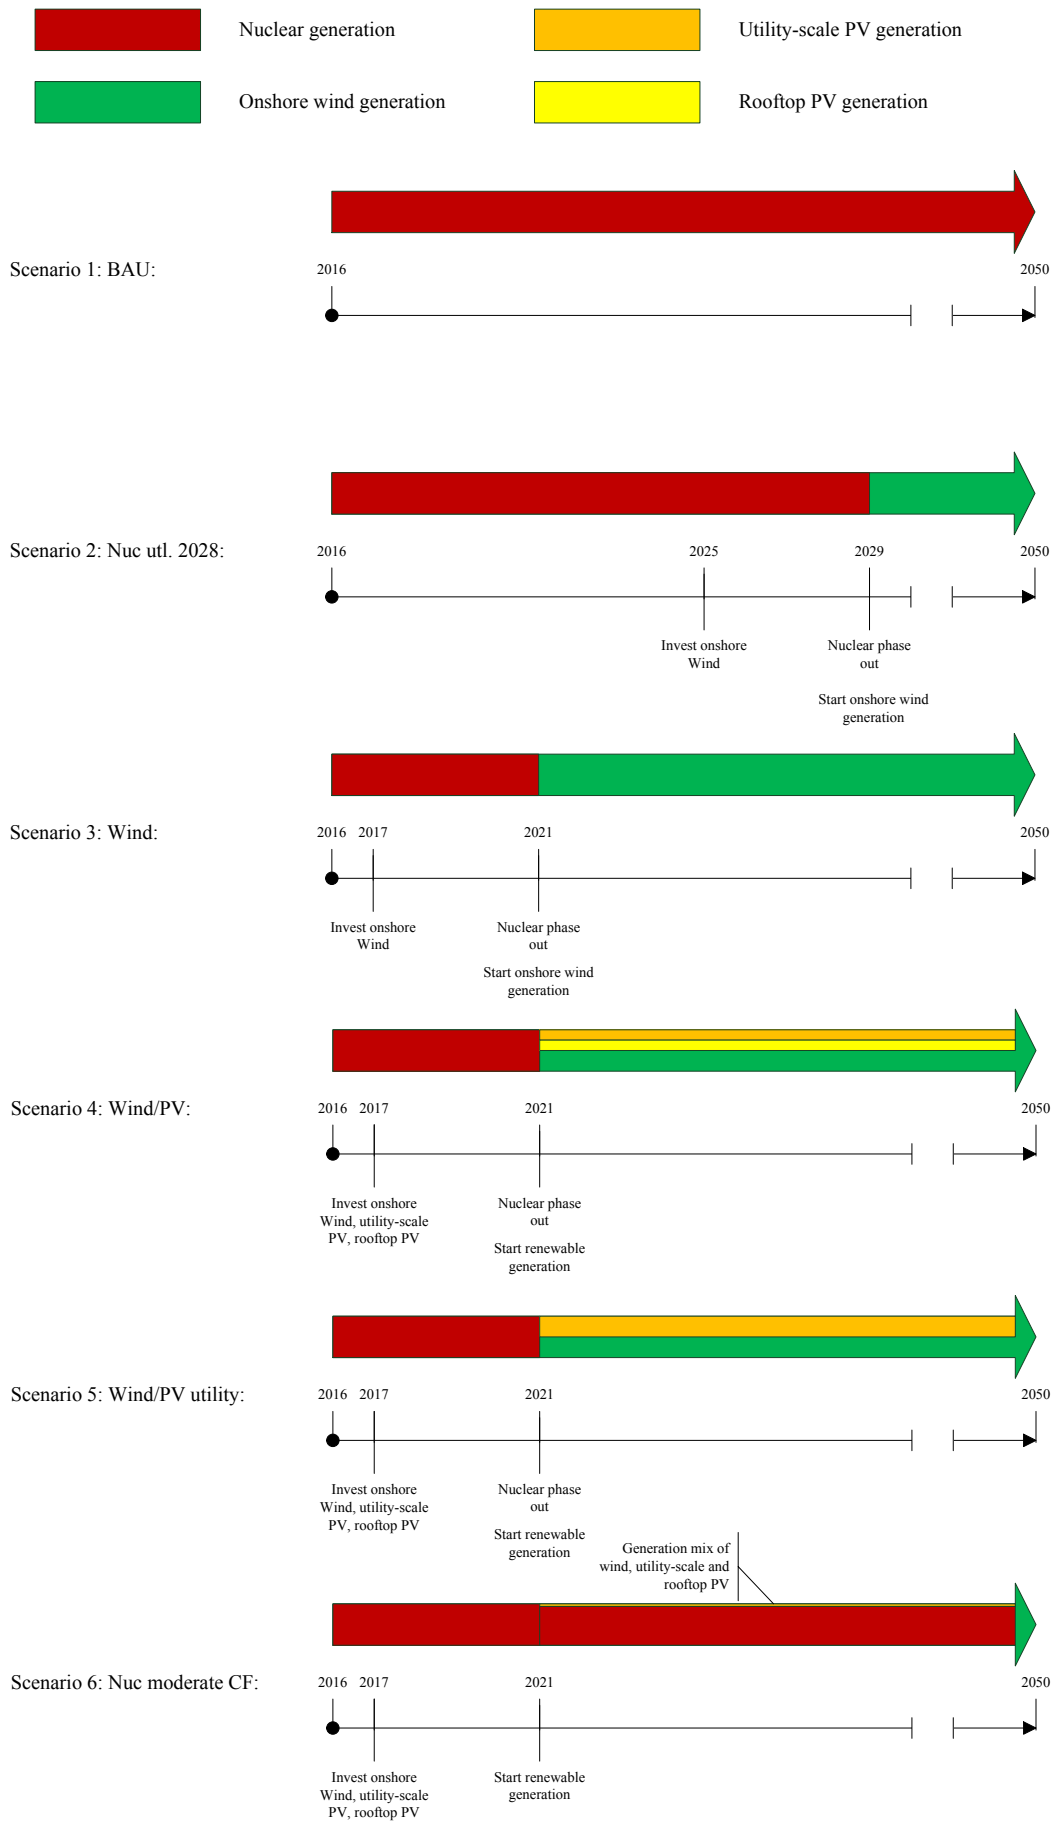 Nuclear generation
Utility-scale PV generation
Onshore wind generation
Rooftop PV generation
Scenario 1: BAU:
2016
2050
Scenario 2: Nuc utl. 2028:
2016
2025
2029
2050
Invest onshore
Wind
Nuclear phase
out
Start onshore wind
generation
Scenario 3: Wind:
2016
2017
2021
2050
Invest onshore
Wind
Nuclear phase
out
Start onshore wind
generation
Scenario 4: Wind/PV:
2016
2017
2021
2050
Invest onshore
Wind, utility-scale
PV, rooftop PV
Nuclear phase
out
Start renewable
generation
Scenario 5: Wind/PV utility:
2016
2017
2021
2050
Invest onshore
Wind, utility-scale
PV, rooftop PV
Nuclear phase
out
Start renewable
generation
Generation mix of
wind, utility-scale and
rooftop PV
Scenario 6: Nuc moderate CF:
2016
2017
2021
2050
Invest onshore
Wind, utility-scale
PV, rooftop PV
Start renewable
generation